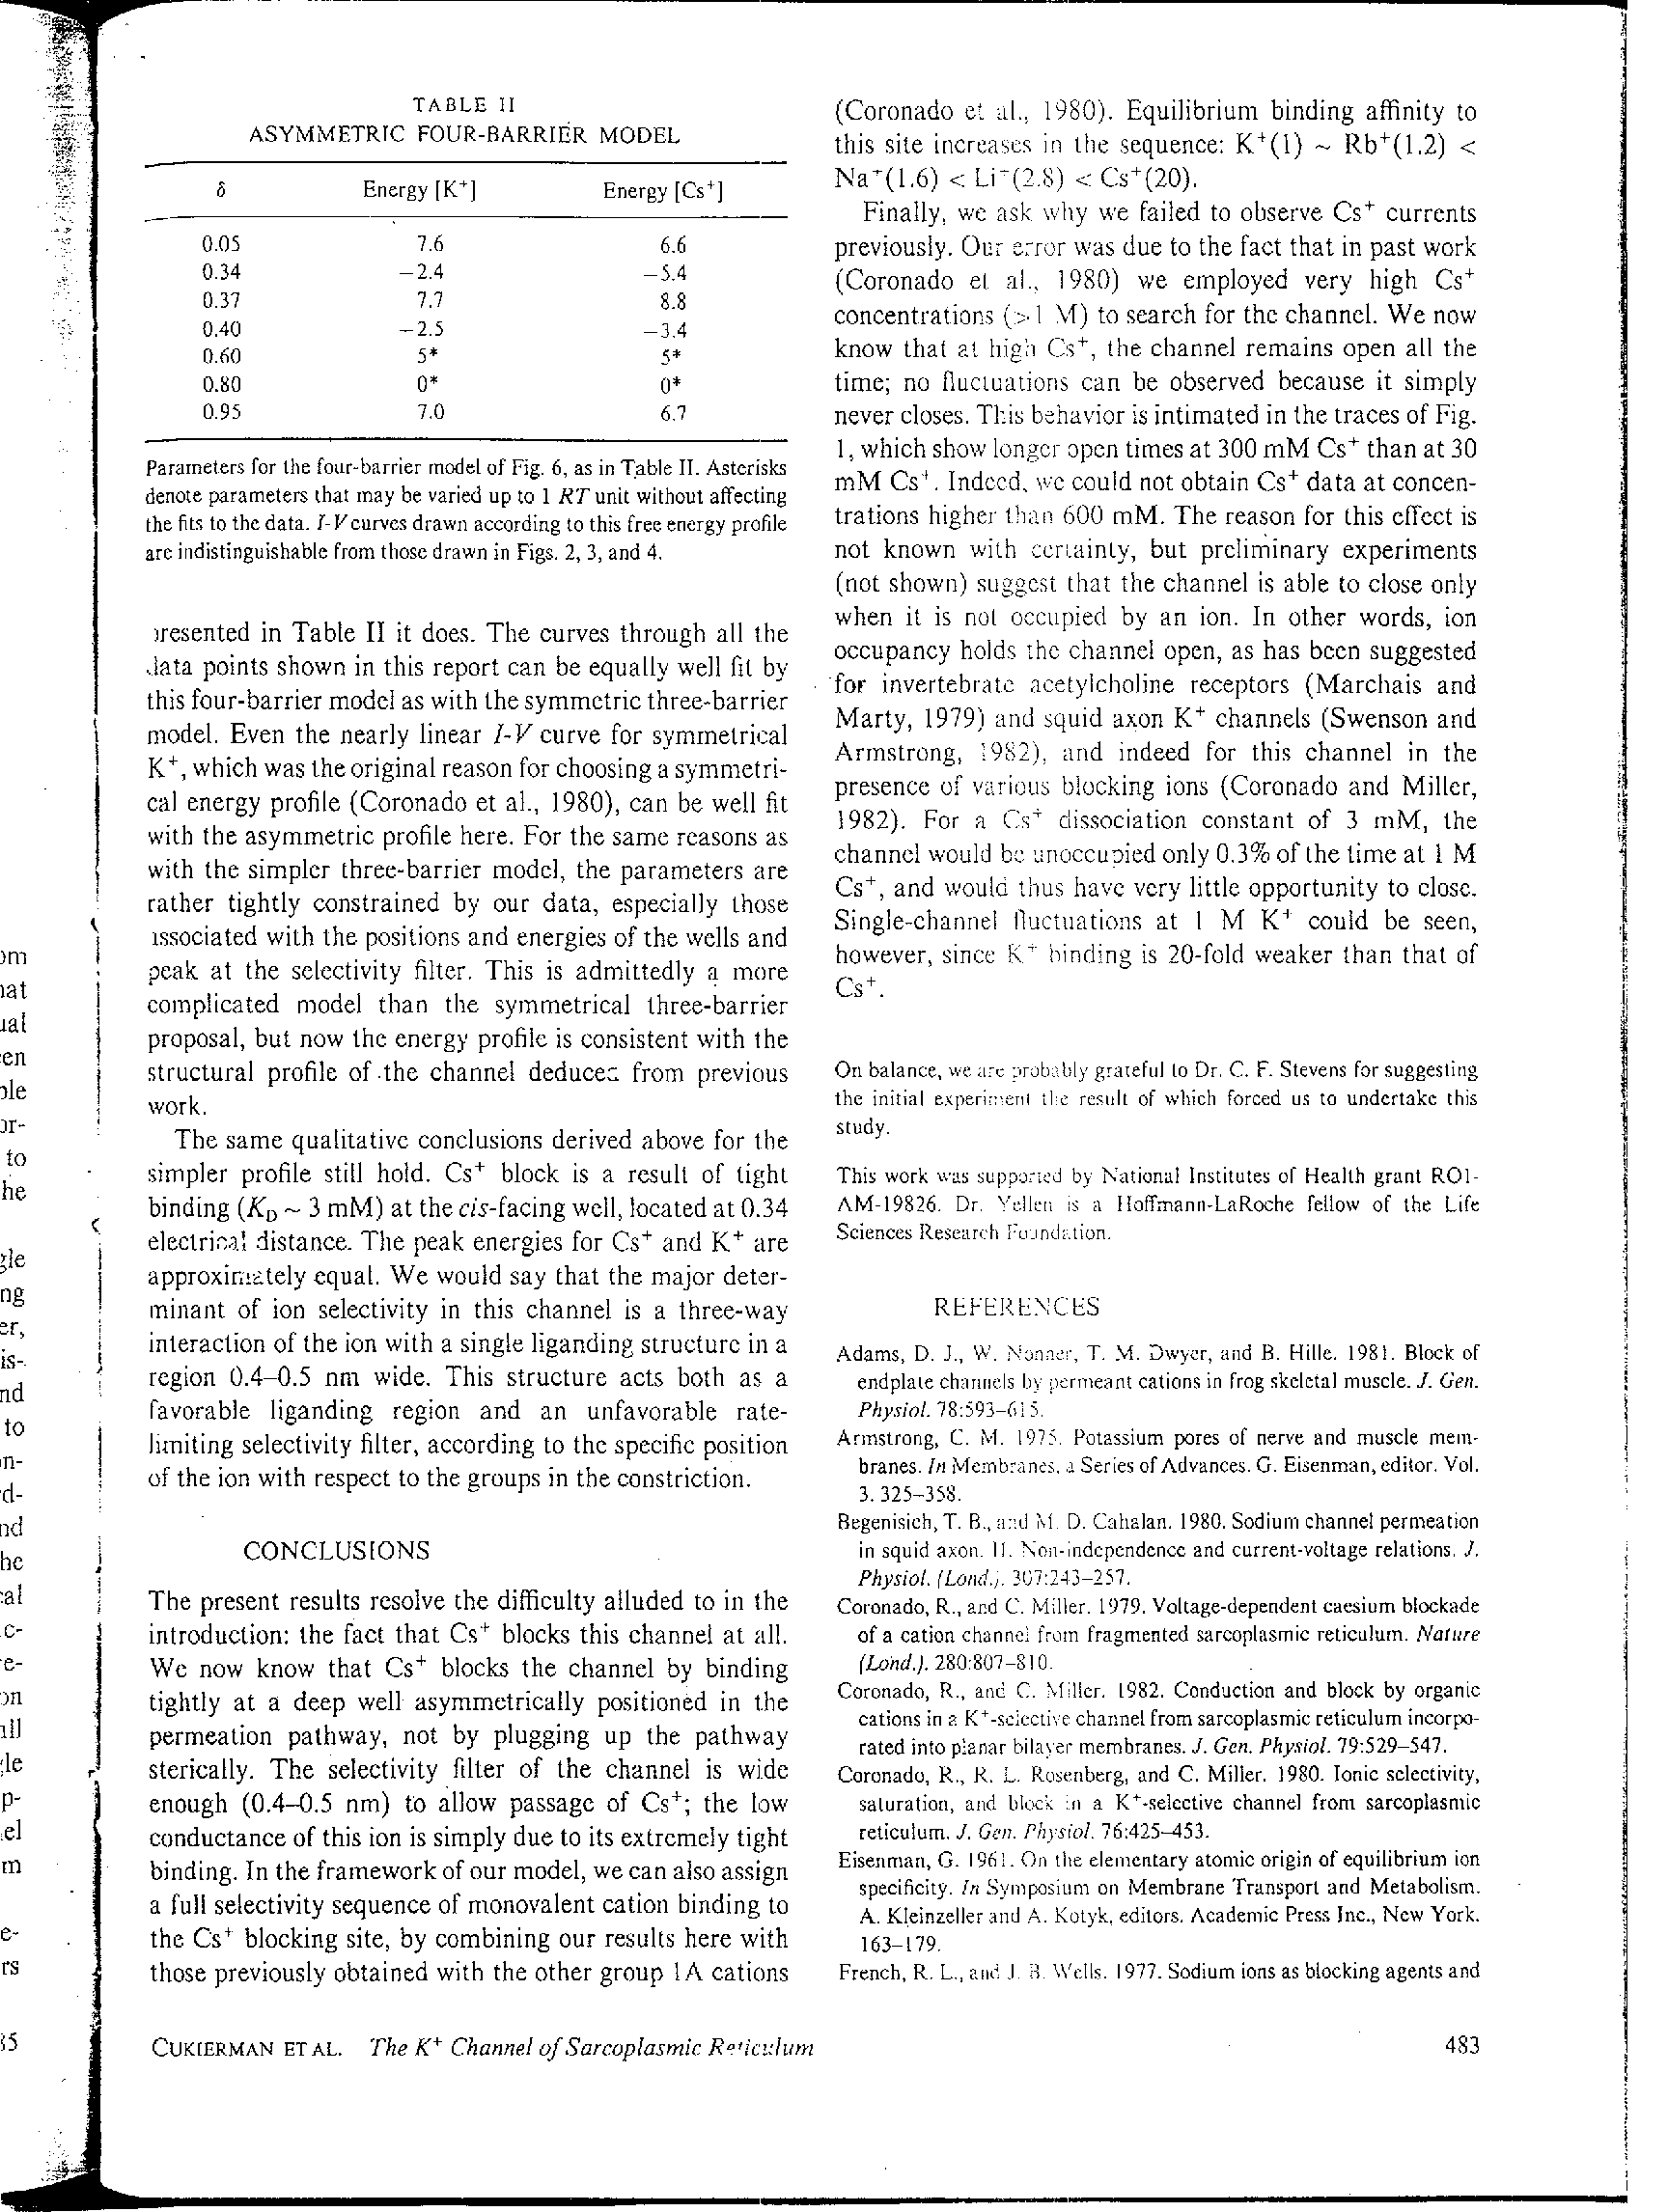 TABLE II
ASYMMETRIC FOUR-BARRIER MODEL
δ Energy [K⁺] Energy [Cs⁺]
0.05 7.6 6.6
0.34 −2.4 −5.4
0.37 7.7 8.8
0.40 −2.5 −3.4
0.60 5* 5*
0.80 0* 0*
0.95 7.0 6.7
Parameters for the four-barrier model of Fig. 6, as in Table II. Asterisks
denote parameters that may be varied up to 1 RT unit without affecting
the fits to the data. I-V curves drawn according to this free energy profile
are indistinguishable from those drawn in Figs. 2, 3, and 4.
resented in Table II it does. The curves through all the
data points shown in this report can be equally well fit by
this four-barrier model as with the symmetric three-barrier
model. Even the nearly linear I-V curve for symmetrical
K⁺, which was the original reason for choosing a symmetri-
cal energy profile (Coronado et al., 1980), can be well fit
with the asymmetric profile here. For the same reasons as
with the simpler three-barrier model, the parameters are
rather tightly constrained by our data, especially those
associated with the positions and energies of the wells and
peak at the selectivity filter. This is admittedly a more
complicated model than the symmetrical three-barrier
proposal, but now the energy profile is consistent with the
structural profile of the channel deduced from previous
work.
The same qualitative conclusions derived above for the
simpler profile still hold. Cs⁺ block is a result of tight
binding (K_D ~ 3 mM) at the cis-facing well, located at 0.34
electrical distance. The peak energies for Cs⁺ and K⁺ are
approximately equal. We would say that the major deter-
minant of ion selectivity in this channel is a three-way
interaction of the ion with a single liganding structure in a
region 0.4–0.5 nm wide. This structure acts both as a
favorable liganding region and an unfavorable rate-
limiting selectivity filter, according to the specific position
of the ion with respect to the groups in the constriction.
CONCLUSIONS
The present results resolve the difficulty alluded to in the
introduction: the fact that Cs⁺ blocks this channel at all.
We now know that Cs⁺ blocks the channel by binding
tightly at a deep well asymmetrically positioned in the
permeation pathway, not by plugging up the pathway
sterically. The selectivity filter of the channel is wide
enough (0.4–0.5 nm) to allow passage of Cs⁺; the low
conductance of this ion is simply due to its extremely tight
binding. In the framework of our model, we can also assign
a full selectivity sequence of monovalent cation binding to
the Cs⁺ blocking site, by combining our results here with
those previously obtained with the other group 1A cations
(Coronado et al., 1980). Equilibrium binding affinity to
this site increases in the sequence: K⁺(1) ~ Rb⁺(1.2) <
Na⁺(1.6) < Li⁺(2.8) < Cs⁺(20).
Finally, we ask why we failed to observe Cs⁺ currents
previously. Our error was due to the fact that in past work
(Coronado et al., 1980) we employed very high Cs⁺
concentrations (>1 M) to search for the channel. We now
know that at high Cs⁺, the channel remains open all the
time; no fluctuations can be observed because it simply
never closes. This behavior is intimated in the traces of Fig.
1, which show longer open times at 300 mM Cs⁺ than at 30
mM Cs⁺. Indeed, we could not obtain Cs⁺ data at concen-
trations higher than 600 mM. The reason for this effect is
not known with certainty, but preliminary experiments
(not shown) suggest that the channel is able to close only
when it is not occupied by an ion. In other words, ion
occupancy holds the channel open, as has been suggested
for invertebrate acetylcholine receptors (Marchais and
Marty, 1979) and squid axon K⁺ channels (Swenson and
Armstrong, 1982), and indeed for this channel in the
presence of various blocking ions (Coronado and Miller,
1982). For a Cs⁺ dissociation constant of 3 mM, the
channel would be unoccupied only 0.3% of the time at 1 M
Cs⁺, and would thus have very little opportunity to close.
Single-channel fluctuations at 1 M K⁺ could be seen,
however, since K⁺ binding is 20-fold weaker than that of
Cs⁺.
On balance, we are probably grateful to Dr. C. F. Stevens for suggesting
the initial experiment the result of which forced us to undertake this
study.
This work was supported by National Institutes of Health grant RO1-
AM-19826. Dr. Yellen is a Hoffmann-LaRoche fellow of the Life
Sciences Research Foundation.
REFERENCES
Adams, D. J., W. Nonner, T. M. Dwyer, and B. Hille. 1981. Block of
endplate channels by permeant cations in frog skeletal muscle. J. Gen.
Physiol. 78:593–615.
Armstrong, C. M. 1975. Potassium pores of nerve and muscle mem-
branes. In Membranes, a Series of Advances. G. Eisenman, editor. Vol.
3. 325–358.
Begenisich, T. B., and M. D. Cahalan. 1980. Sodium channel permeation
in squid axon. II. Non-independence and current-voltage relations. J.
Physiol. (Lond.). 307:243–257.
Coronado, R., and C. Miller. 1979. Voltage-dependent caesium blockade
of a cation channel from fragmented sarcoplasmic reticulum. Nature
(Lond.). 280:807–810.
Coronado, R., and C. Miller. 1982. Conduction and block by organic
cations in a K⁺-selective channel from sarcoplasmic reticulum incorpo-
rated into planar bilayer membranes. J. Gen. Physiol. 79:529–547.
Coronado, R., R. L. Rosenberg, and C. Miller. 1980. Ionic selectivity,
saturation, and block in a K⁺-selective channel from sarcoplasmic
reticulum. J. Gen. Physiol. 76:425–453.
Eisenman, G. 1961. On the elementary atomic origin of equilibrium ion
specificity. In Symposium on Membrane Transport and Metabolism.
A. Kleinzeller and A. Kotyk, editors. Academic Press Inc., New York.
163–179.
French, R. L., and J. B. Wells. 1977. Sodium ions as blocking agents and
CUKIERMAN ET AL. The K⁺ Channel of Sarcoplasmic Reticulum
483